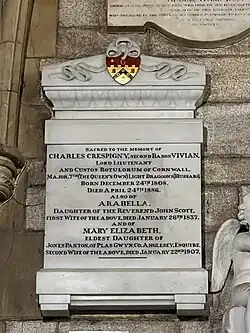 Sacred to the memory of
CHARLES CRESPIGNY, second Baron VIVIAN,
Lord Lieutenant
and Custos Rotulorum of Cornwall,
Major, 7th (The Queen's Own) Light Dragoons (Hussars)
Born December 24th 1808,
Died April 24th 1886.
Also of
ARABELLA,
Daughter of the Reverend John Scott,
first Wife of the above, died January 26th 1837,
and of
MARY ELIZABETH,
eldest Daughter of
Jones Panton, of Plas Gwyn Co. Anglesey, Esquire,
Second Wife of the above, died January 22nd 1907.